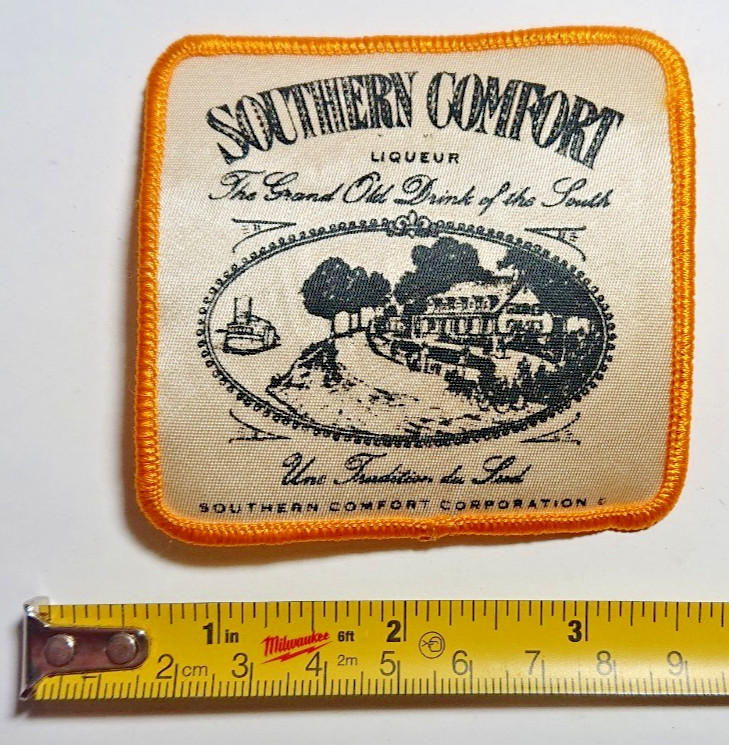 SOUTHERN COMFORT
LIQUEUR
The Grand Old Drink of the South
Une Tradition du Sud
SOUTHERN COMFORT CORPORATION ©
1 in Milwaukee 6ft 2 3
2 cm 3 4 2m 5 6 7 8 9